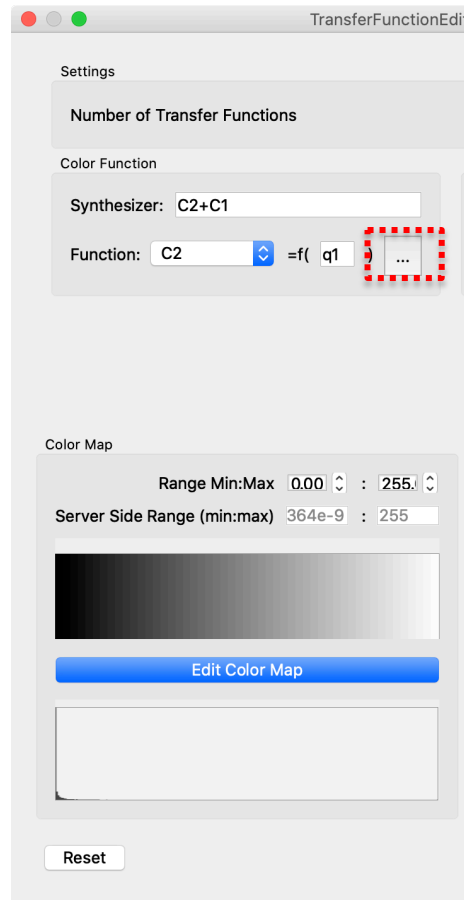 TransferFunctionEdi
Settings
Number of Transfer Functions
Color Function
Synthesizer: C2+C1
Function: C2 =f( q1 ) ...
Color Map
Range Min:Max 0.00 : 255.
Server Side Range (min:max) 364e-9 : 255
Edit Color Map
Reset